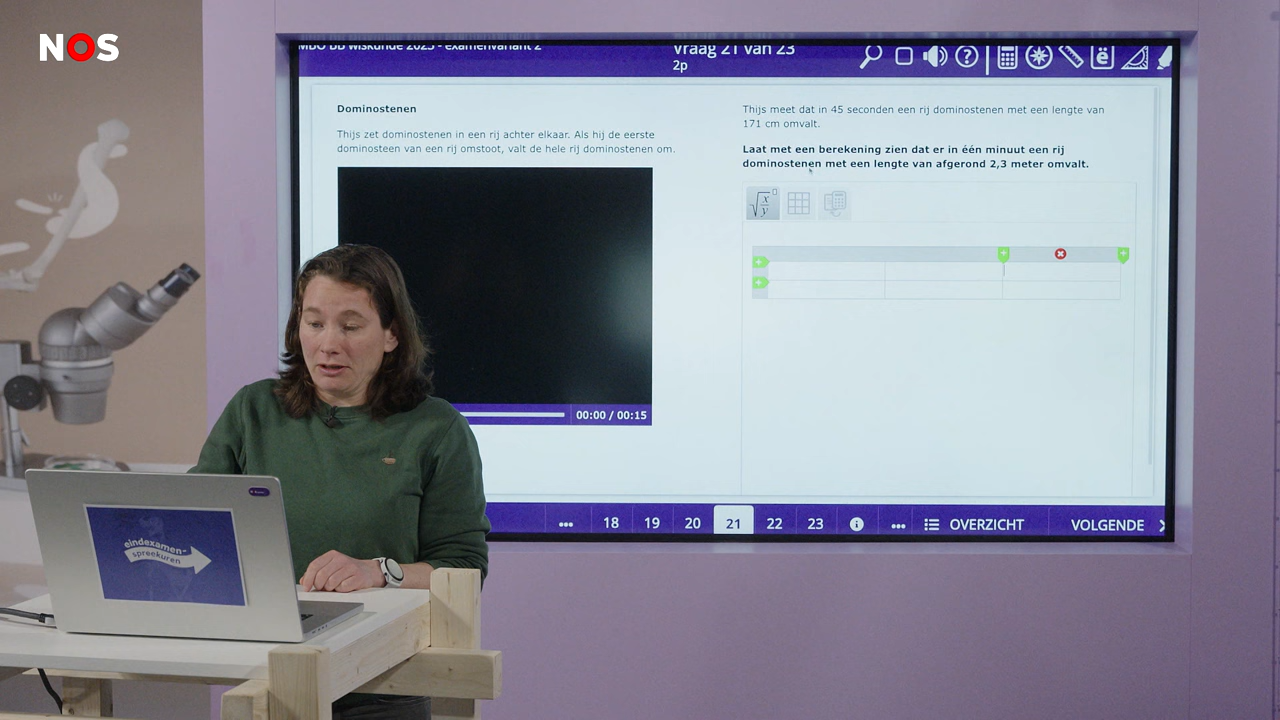 NOS
MBO BB wiskunde 2023 - examenvariant 2
Vraag 21 van 23
2p
Dominostenen
Thijs zet dominostenen in een rij achter elkaar. Als hij de eerste
dominosteen van een rij omstoot, valt de hele rij dominostenen om.
00:00 / 00:15
Thijs meet dat in 45 seconden een rij dominostenen met een lengte van
171 cm omvalt.
Laat met een berekening zien dat er in één minuut een rij
dominostenen met een lengte van afgerond 2,3 meter omvalt.
... 18 19 20 21 22 23 ... OVERZICHT VOLGENDE
eindexamen-
spreekuren